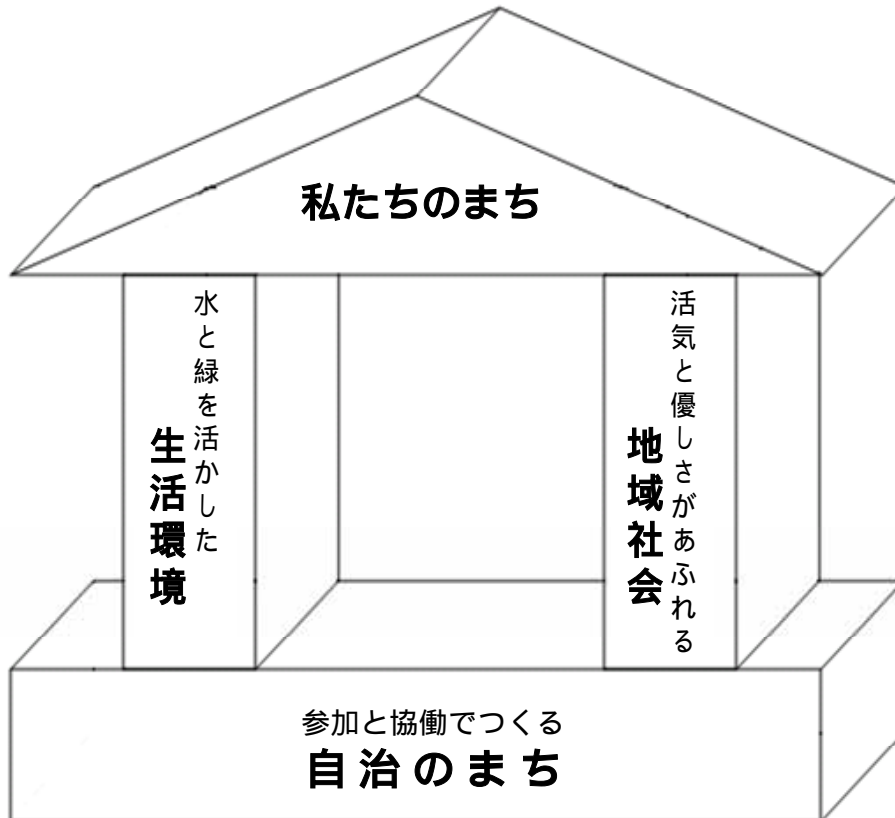 私たちのまち
水と緑を活かした
生活環境
活気と優しさがあふれる
地域社会
参加と協働でつくる
自治のまち